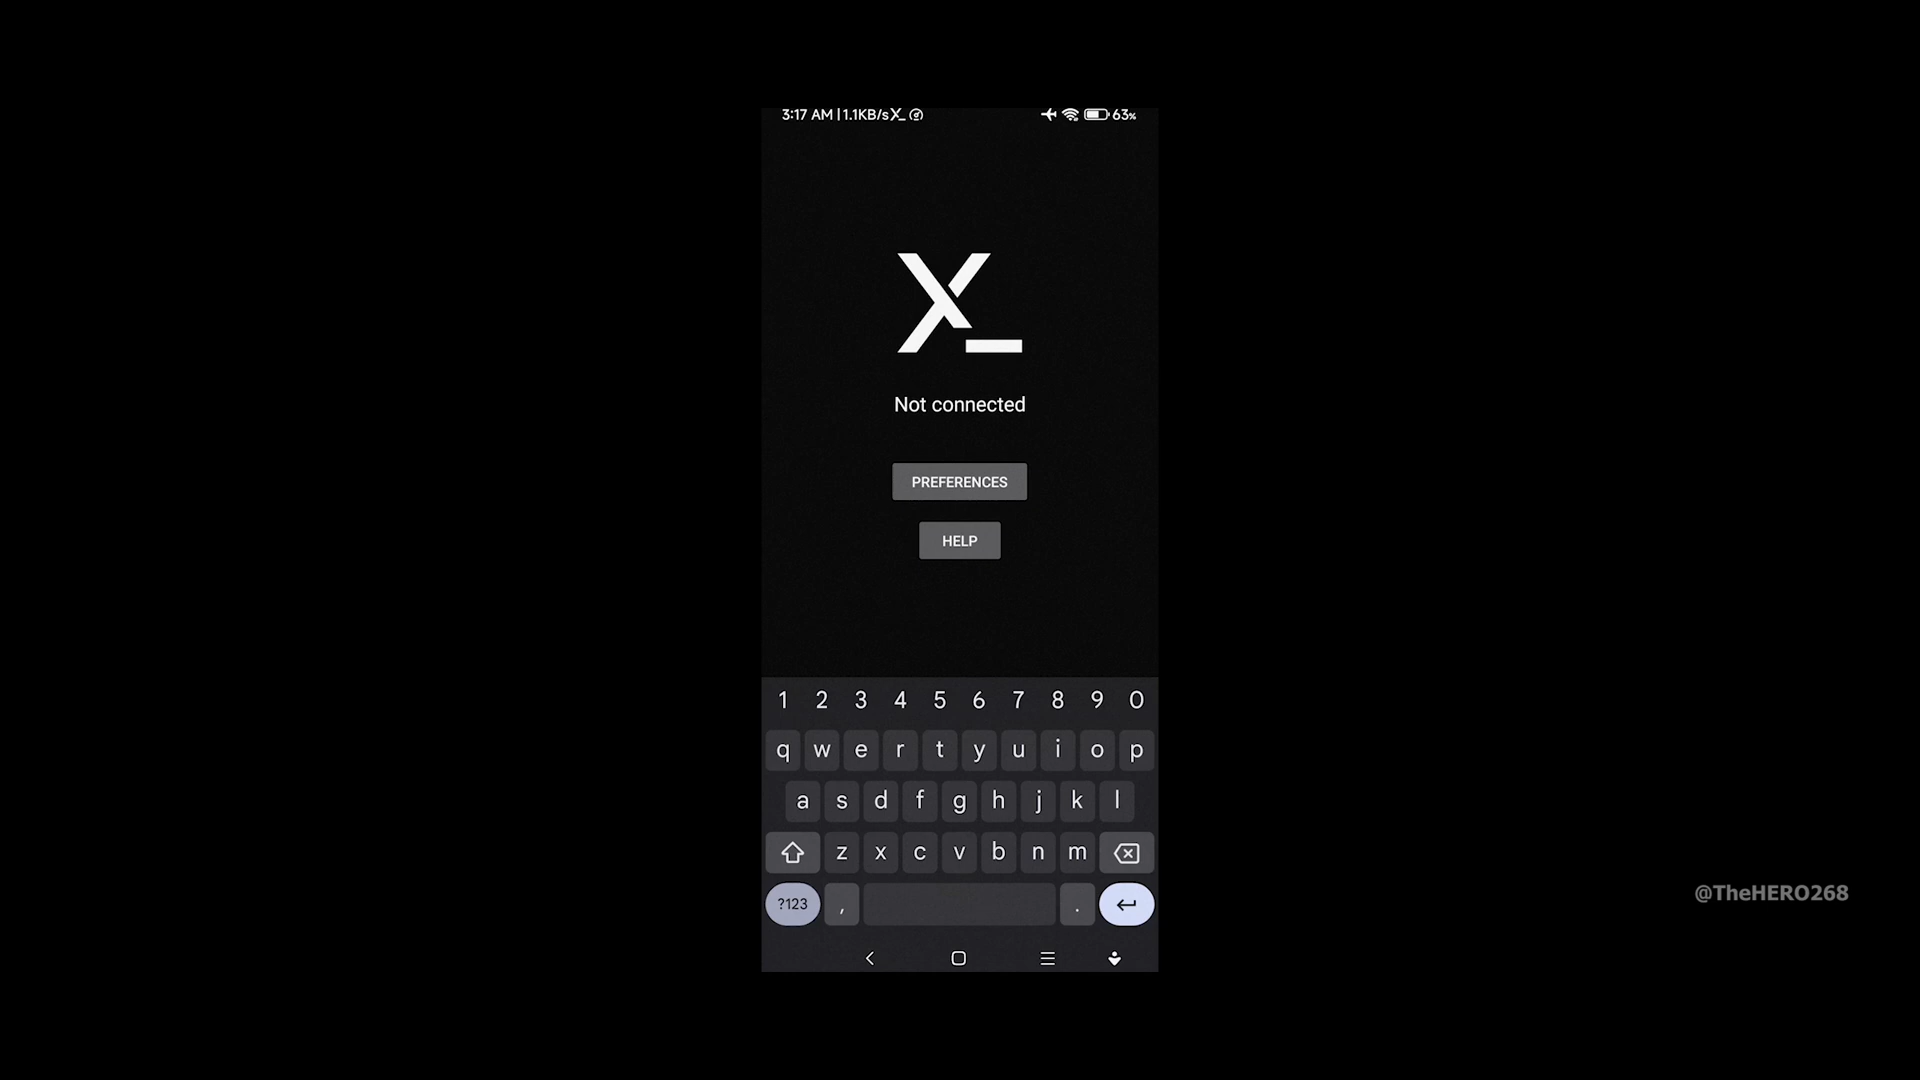 3:17 AM | 1.1KB/s X_ 63%
X_
Not connected
PREFERENCES
HELP
1 2 3 4 5 6 7 8 9 0
q w e r t y u i o p
a s d f g h j k l
z x c v b n m
?123 , .
@TheHERO268